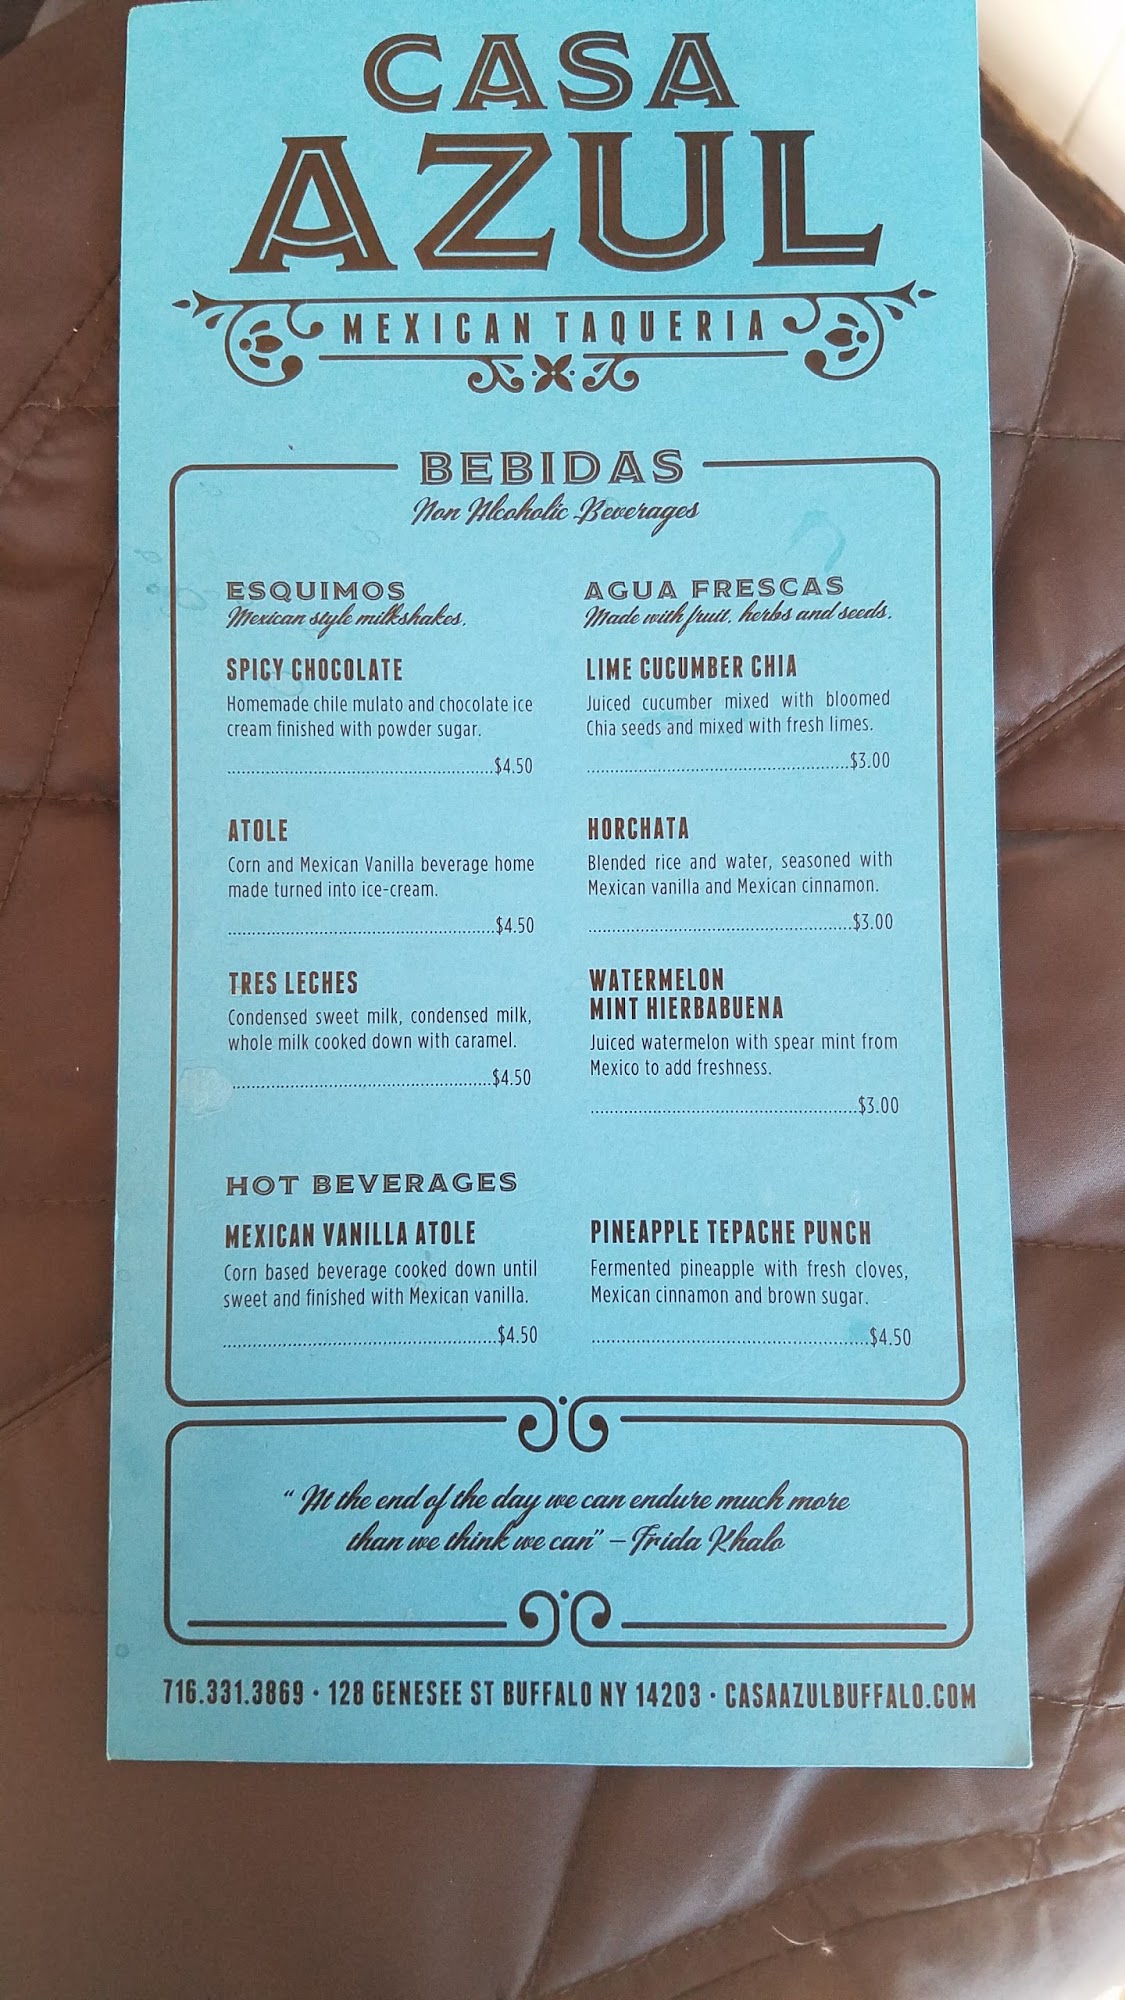 CASA
AZUL
MEXICAN TAQUERIA
BEBIDAS
Non Alcoholic Beverages
ESQUIMOS
Mexican style milkshakes.
SPICY CHOCOLATE
Homemade chile mulato and chocolate ice
cream finished with powder sugar.
$4.50
ATOLE
Corn and Mexican Vanilla beverage home
made turned into ice-cream.
$4.50
TRES LECHES
Condensed sweet milk, condensed milk,
whole milk cooked down with caramel.
$4.50
AGUA FRESCAS
Made with fruit, herbs and seeds.
LIME CUCUMBER CHIA
Juiced cucumber mixed with bloomed
Chia seeds and mixed with fresh limes.
$3.00
HORCHATA
Blended rice and water, seasoned with
Mexican vanilla and Mexican cinnamon.
$3.00
WATERMELON
MINT HIERBABUENA
Juiced watermelon with spear mint from
Mexico to add freshness.
$3.00
HOT BEVERAGES
MEXICAN VANILLA ATOLE
Corn based beverage cooked down until
sweet and finished with Mexican vanilla.
$4.50
PINEAPPLE TEPACHE PUNCH
Fermented pineapple with fresh cloves,
Mexican cinnamon and brown sugar.
$4.50
“At the end of the day we can endure much more
than we think we can” – Frida Khalo
716.331.3869 · 128 GENESEE ST BUFFALO NY 14203 · CASAAZULBUFFALO.COM